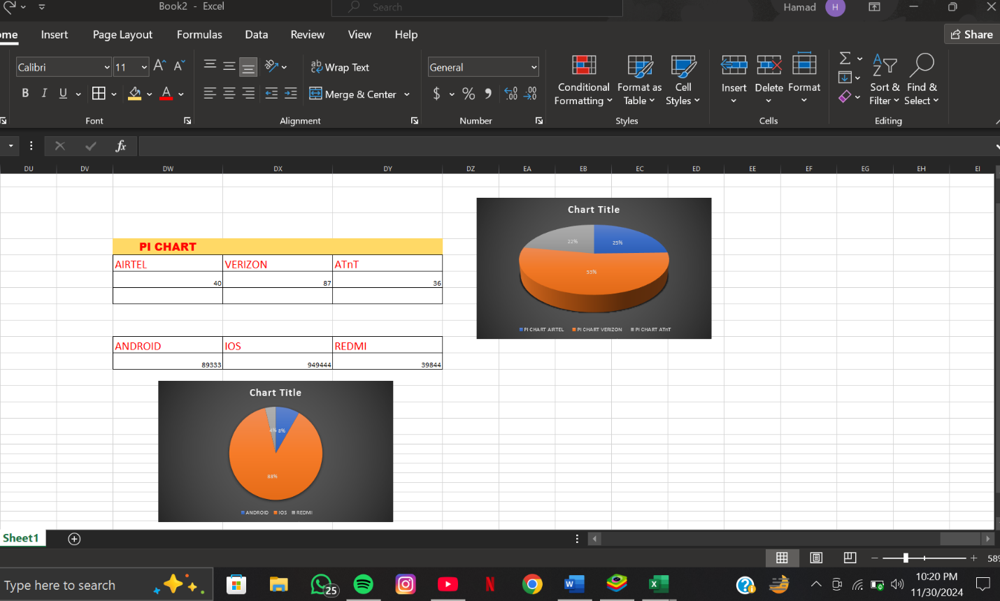 Book2 - Excel
Search
Hamad
H
ome
Insert
Page Layout
Formulas
Data
Review
View
Help
Share
Calibri
11
A A
Wrap Text
General
B I U
A
Merge & Center
$ % 9
Conditional
Formatting
Format as
Table
Cell
Styles
Insert
Delete
Format
Sort &
Filter
Find &
Select
Font
Alignment
Number
Styles
Cells
Editing
fx
DU DV DW DX DY DZ EA EB EC ED EE EF EG EH EI
PI CHART
AIRTEL VERIZON ATnT
40 87 36
Chart Title
22% 25%
53%
PI CHART AIRTEL PI CHART VERIZON PI CHART ATnT
ANDROID IOS REDMI
89333 949444 39844
Chart Title
4% 8%
88%
ANDROID IOS REDMI
Sheet1
58%
Type here to search
25
W
X
10:20 PM
11/30/2024